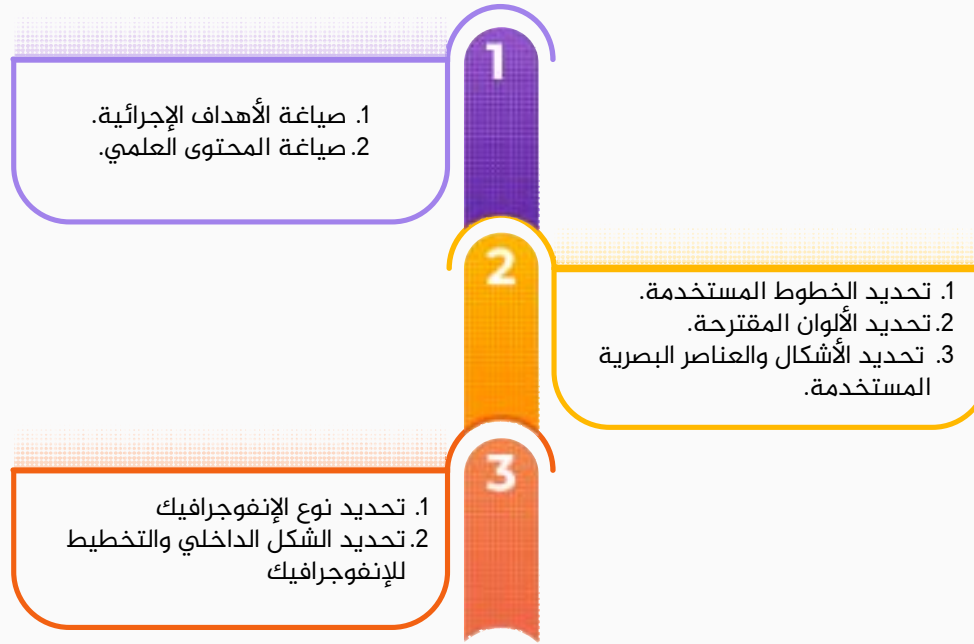 1
1. صياغة الأهداف الإجرائية.
2. صياغة المحتوى العلمي.
2
1. تحديد الخطوط المستخدمة.
2. تحديد الألوان المقترحة.
3. تحديد الأشكال والعناصر البصرية
المستخدمة.
3
1. تحديد نوع الإنفوجرافيك
2. تحديد الشكل الداخلي والتخطيط
للإنفوجرافيك